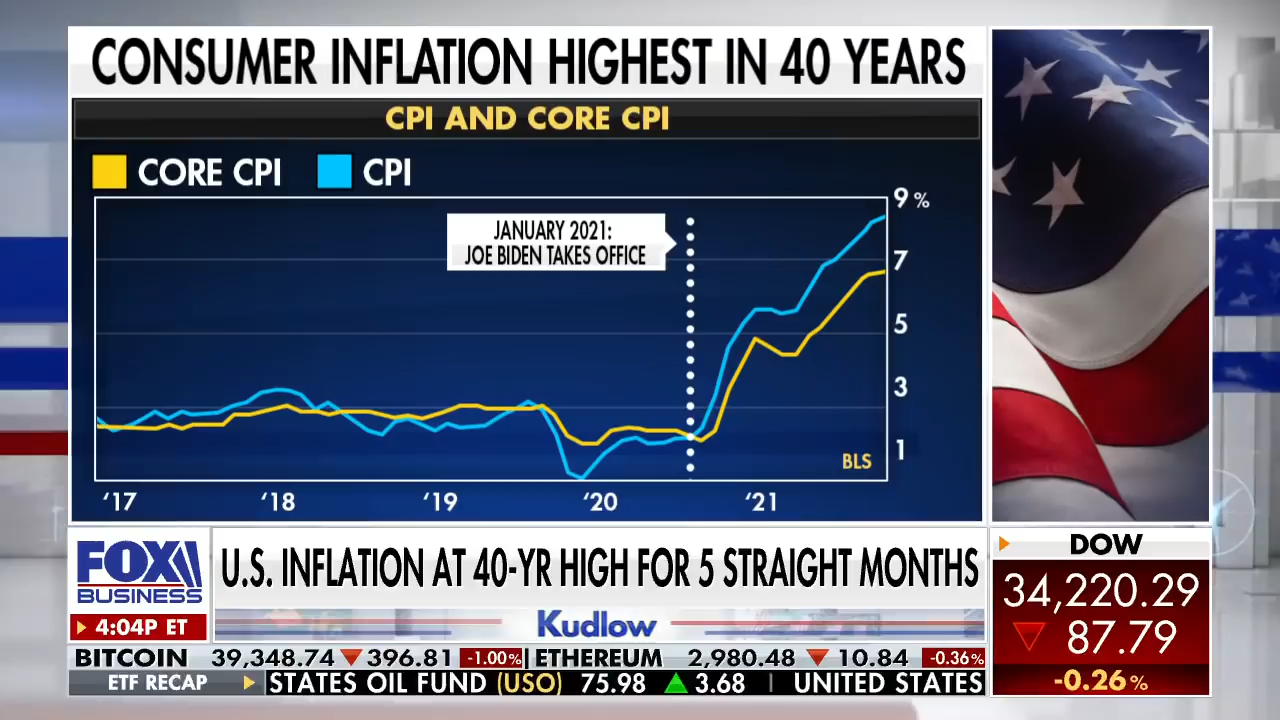 CONSUMER INFLATION HIGHEST IN 40 YEARS
CPI AND CORE CPI
CORE CPI
CPI
9%
JANUARY 2021:
JOE BIDEN TAKES OFFICE
7
5
3
1
BLS
‘17
‘18
‘19
‘20
‘21
FOX
BUSINESS
4:04P ET
U.S. INFLATION AT 40-YR HIGH FOR 5 STRAIGHT MONTHS
Kudlow
DOW
34,220.29
87.79
-0.26%
BITCOIN 39,348.74 396.81 -1.00% ETHEREUM 2,980.48 10.84 -0.36%
ETF RECAP STATES OIL FUND (USO) 75.98 3.68 | UNITED STATES